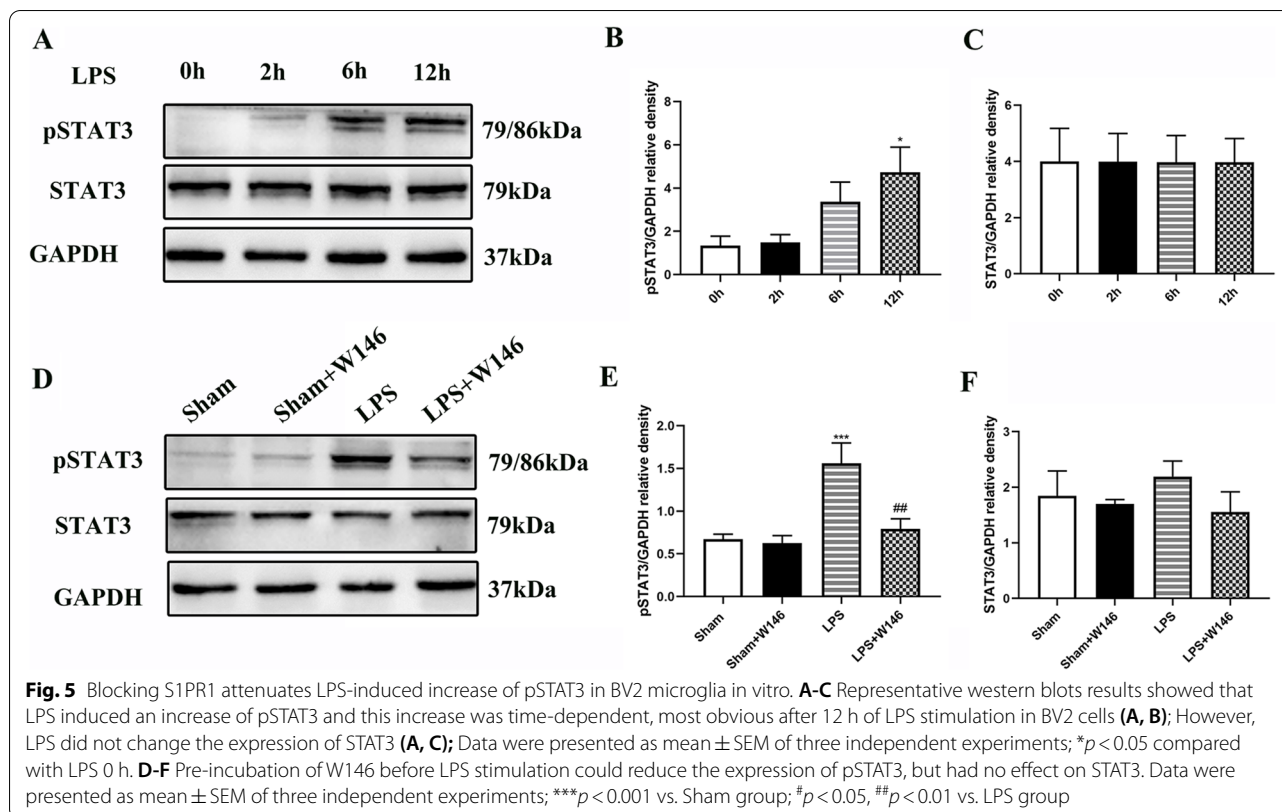 A
LPS 0h 2h 6h 12h
pSTAT3 79/86kDa
STAT3 79kDa
GAPDH 37kDa
B
pSTAT3/GAPDH relative density
8
6
4
2
0
*
0h 2h 6h 12h
C
STAT3/GAPDH relative density
6
4
2
0
0h 2h 6h 12h
D
Sham Sham+W146 LPS LPS+W146
pSTAT3 79/86kDa
STAT3 79kDa
GAPDH 37kDa
E
pSTAT3/GAPDH relative density
2.0
1.5
1.0
0.5
0.0
***
##
Sham Sham+W146 LPS LPS+W146
F
STAT3/GAPDH relative density
3
2
1
0
Sham Sham+W146 LPS LPS+W146
Fig. 5 Blocking S1PR1 attenuates LPS-induced increase of pSTAT3 in BV2 microglia in vitro. A-C Representative western blots results showed that
LPS induced an increase of pSTAT3 and this increase was time-dependent, most obvious after 12 h of LPS stimulation in BV2 cells (A, B); However,
LPS did not change the expression of STAT3 (A, C); Data were presented as mean ± SEM of three independent experiments; *p < 0.05 compared
with LPS 0 h. D-F Pre-incubation of W146 before LPS stimulation could reduce the expression of pSTAT3, but had no effect on STAT3. Data were
presented as mean ± SEM of three independent experiments; ***p < 0.001 vs. Sham group; #p < 0.05, ##p < 0.01 vs. LPS group